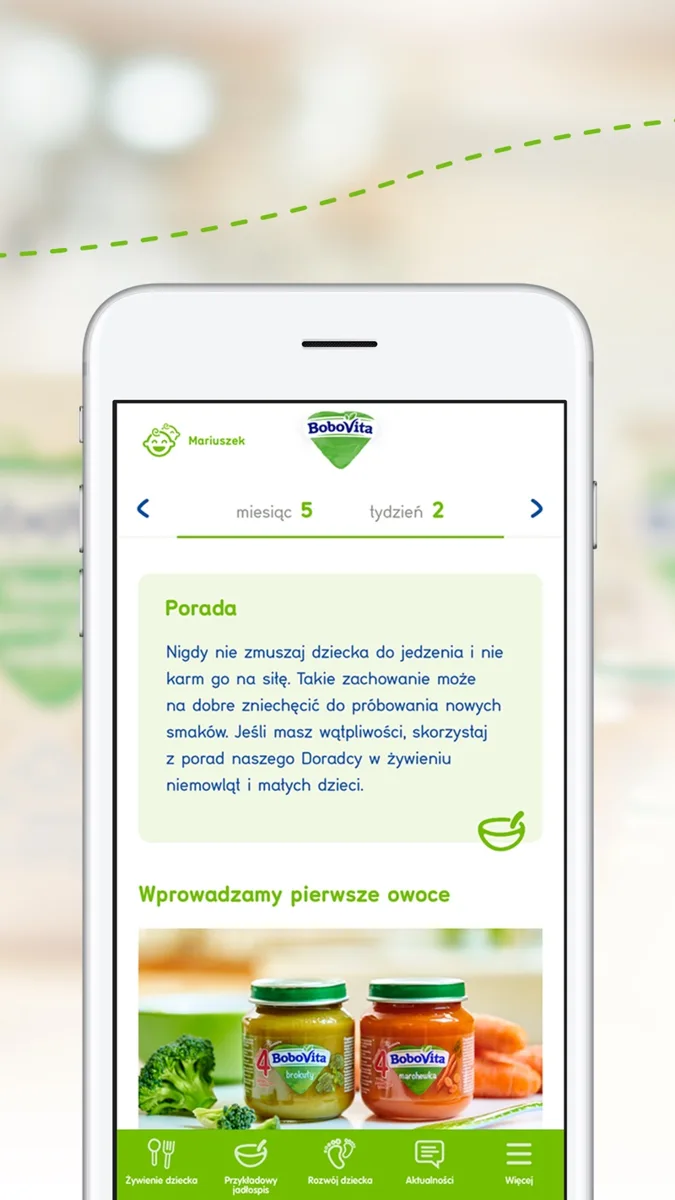 Mariuszek
BoboVita
miesiąc 5 tydzień 2
Porada
Nigdy nie zmuszaj dziecka do jedzenia i nie
karm go na siłę. Takie zachowanie może
na dobre zniechęcić do próbowania nowych
smaków. Jeśli masz wątpliwości, skorzystaj
z porad naszego Doradcy w żywieniu
niemowląt i małych dzieci.
Wprowadzamy pierwsze owoce
4 BoboVita
brokuły
4 BoboVita
marchewka
Żywienie dziecka
Przykładowy
jadłospis
Rozwój dziecka
Aktualności
Więcej